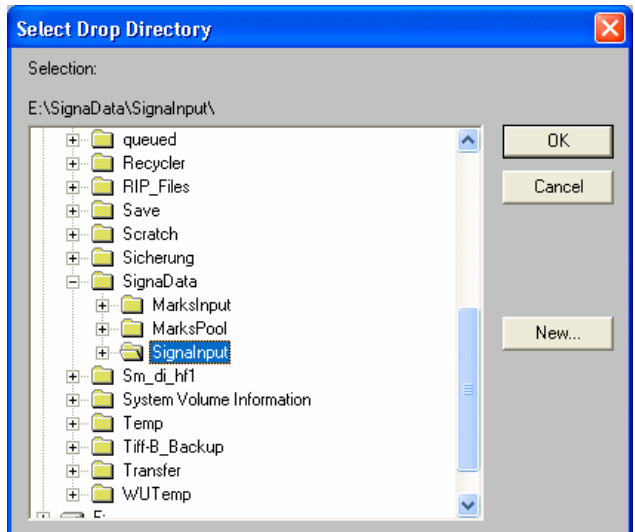 Select Drop Directory
Selection:
E:\SignaData\SignaInput\
queued
Recycler
RIP_Files
Save
Scratch
Sicherung
SignaData
MarksInput
MarksPool
SignaInput
Sm_di_hf1
System Volume Information
Temp
Tiff-B_Backup
Transfer
WUTemp
OK
Cancel
New...